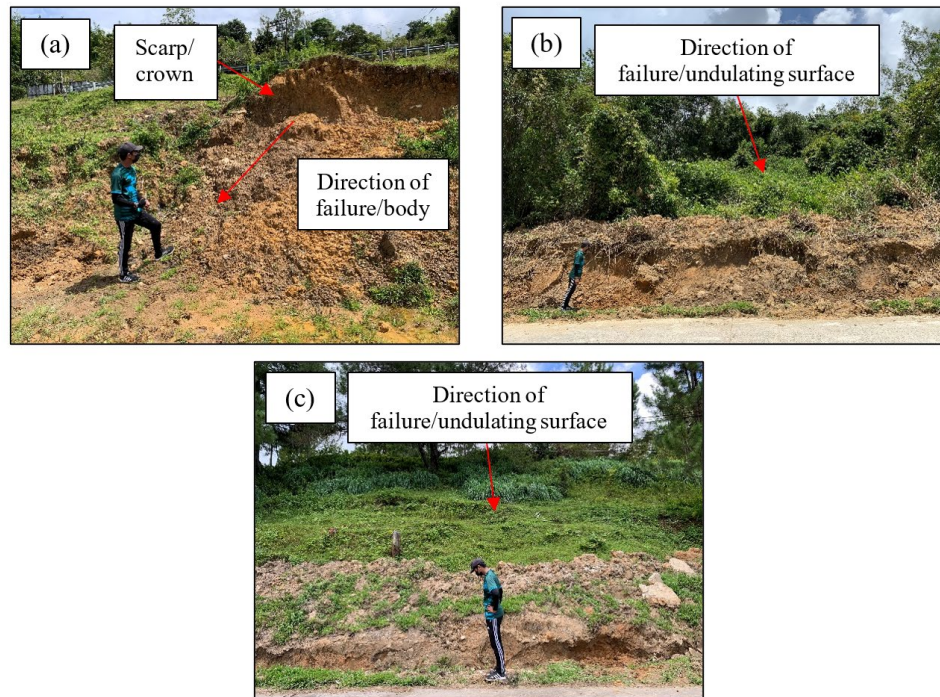 (a)
Scarp/
crown
Direction of
failure/body
(b)
Direction of
failure/undulating surface
(c)
Direction of
failure/undulating surface